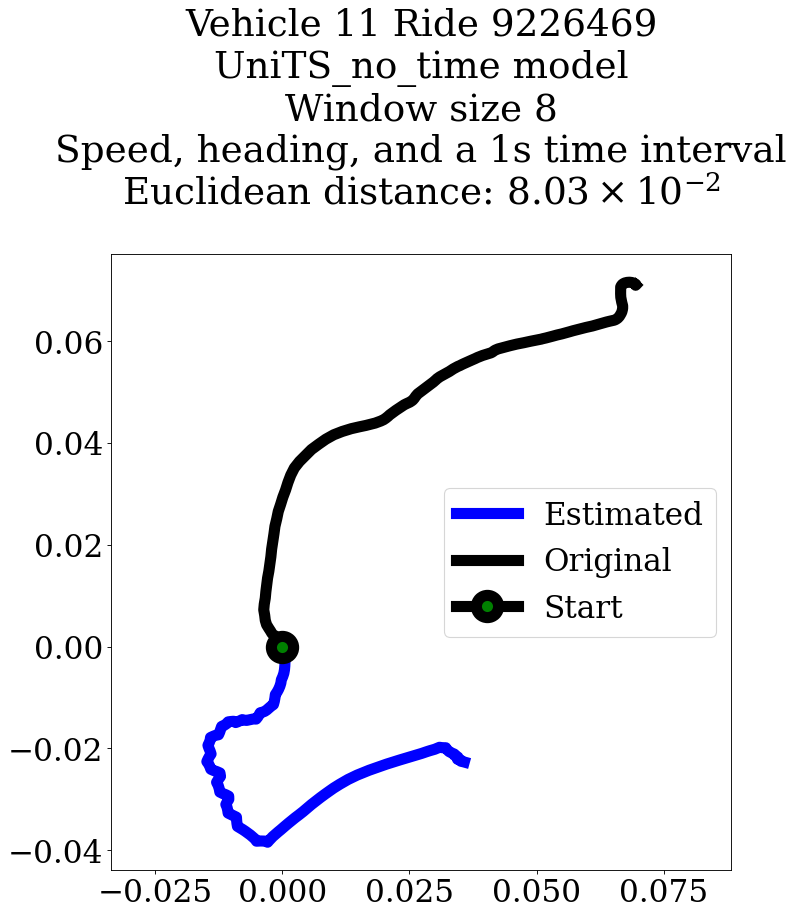 Vehicle 11 Ride 9226469
UniTS_no_time model
Window size 8
Speed, heading, and a 1s time interval
Euclidean distance: 8.03 × 10⁻²
0.06
0.04
0.02
0.00
−0.02
−0.04
Estimated
Original
Start
−0.025 0.000 0.025 0.050 0.075